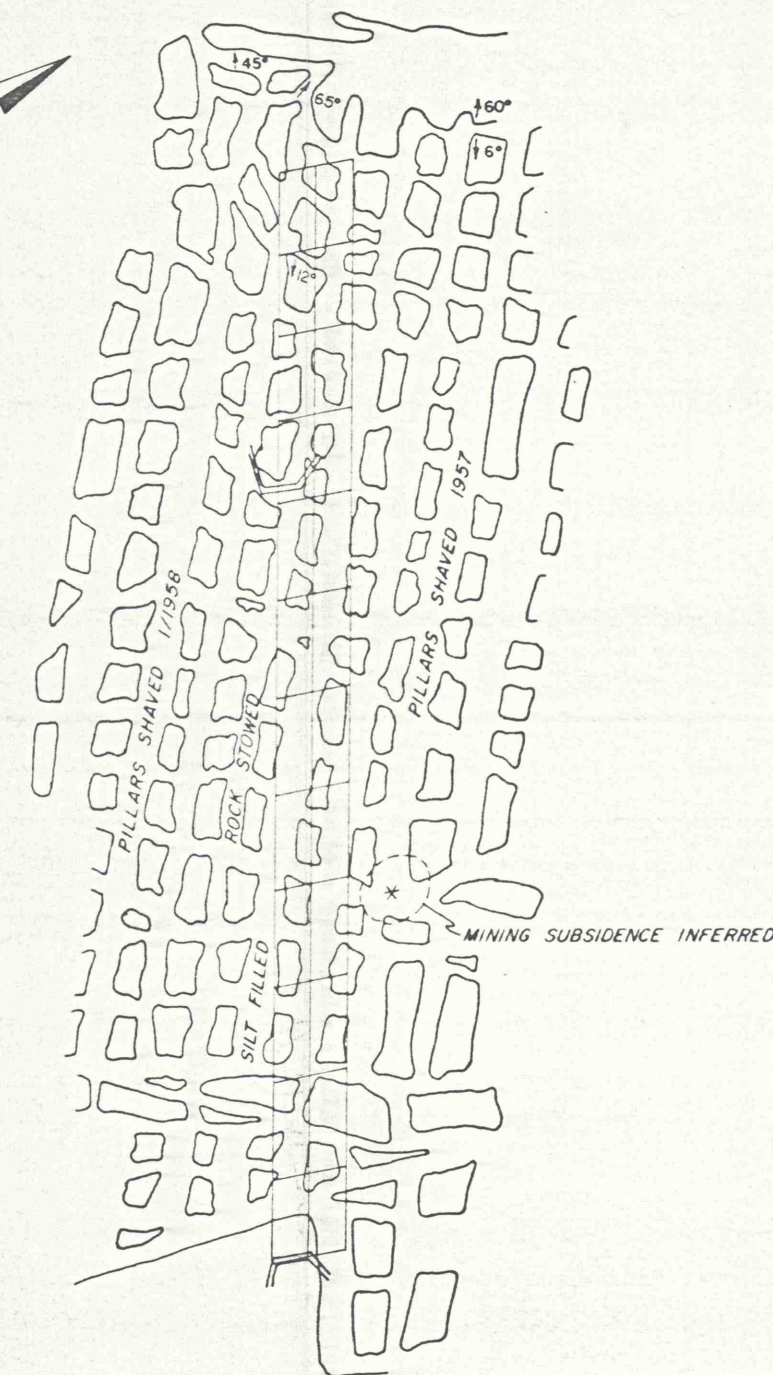 45°
65°
60°
6°
12°
PILLARS SHAVED 1957
PILLARS SHAVED 1/1958
ROCK STOWED
MINING SUBSIDENCE INFERRED
SILT FILLED